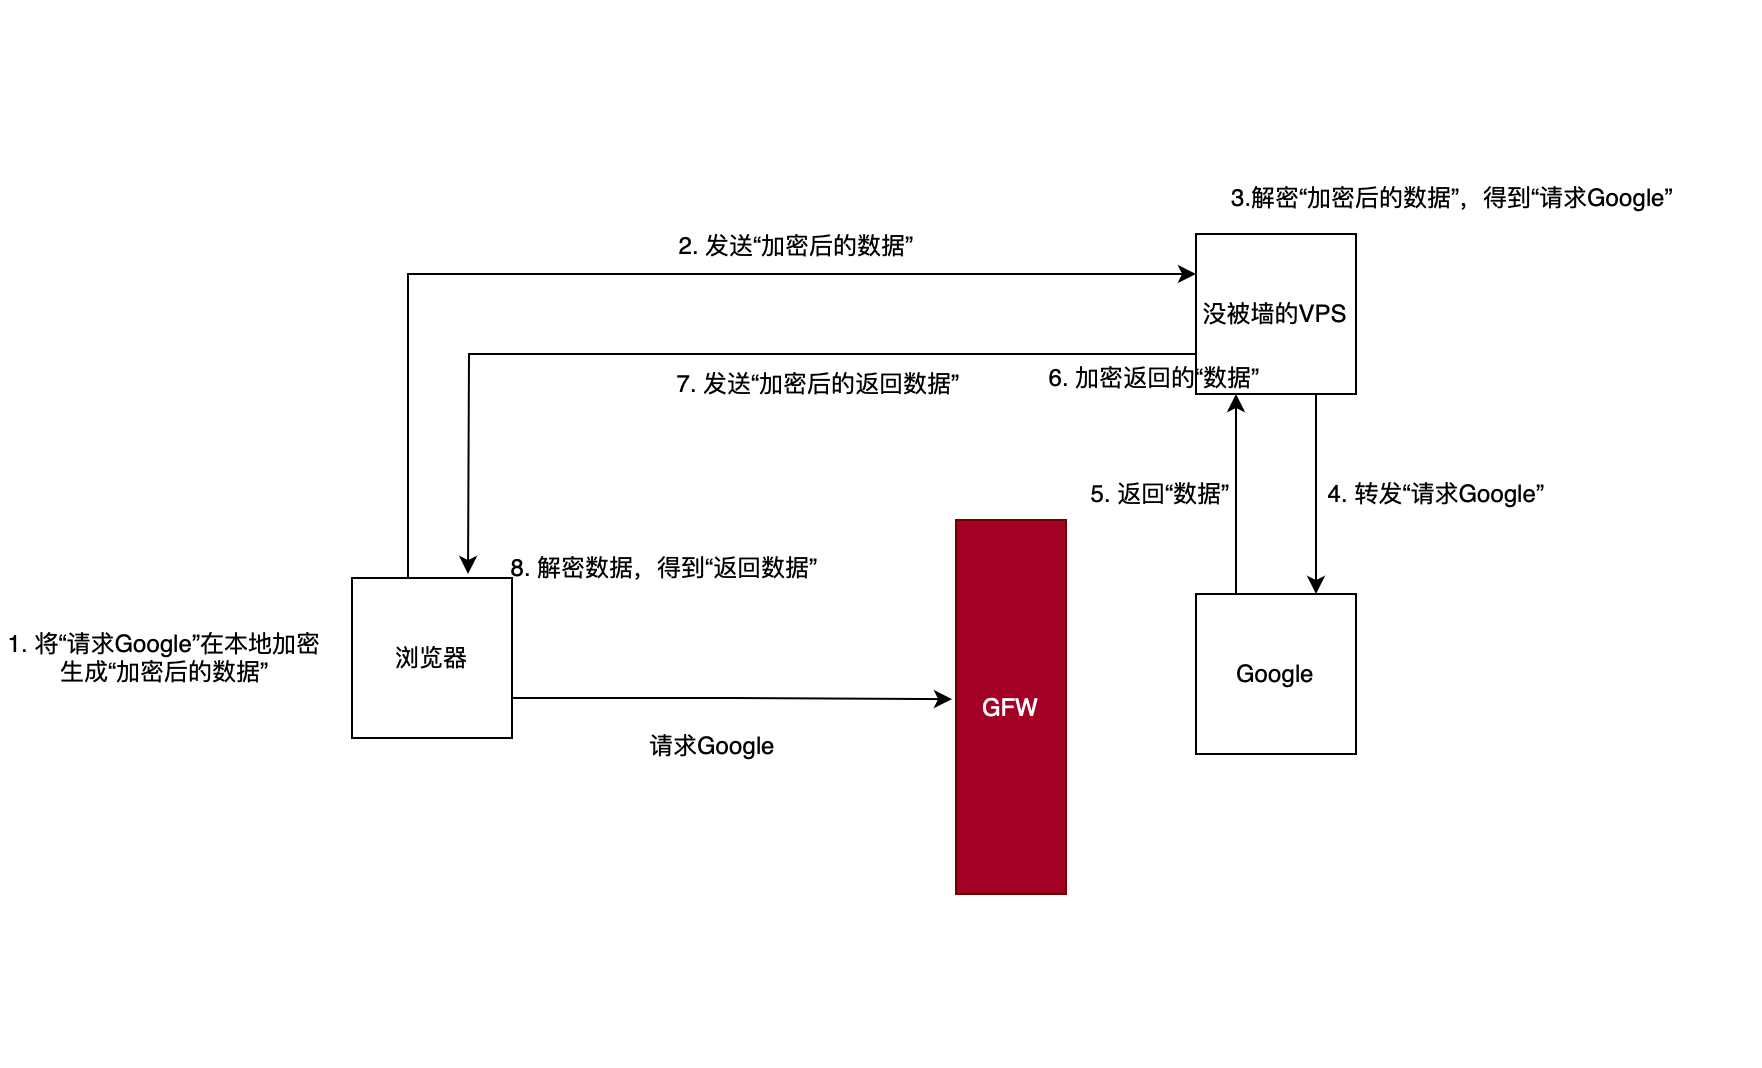 3.解密“加密后的数据”，得到“请求Google”
2. 发送“加密后的数据”
没被墙的VPS
7. 发送“加密后的返回数据”
6. 加密返回的“数据”
5. 返回“数据”
4. 转发“请求Google”
8. 解密数据，得到“返回数据”
1. 将“请求Google”在本地加密
生成“加密后的数据”
浏览器
Google
GFW
请求Google